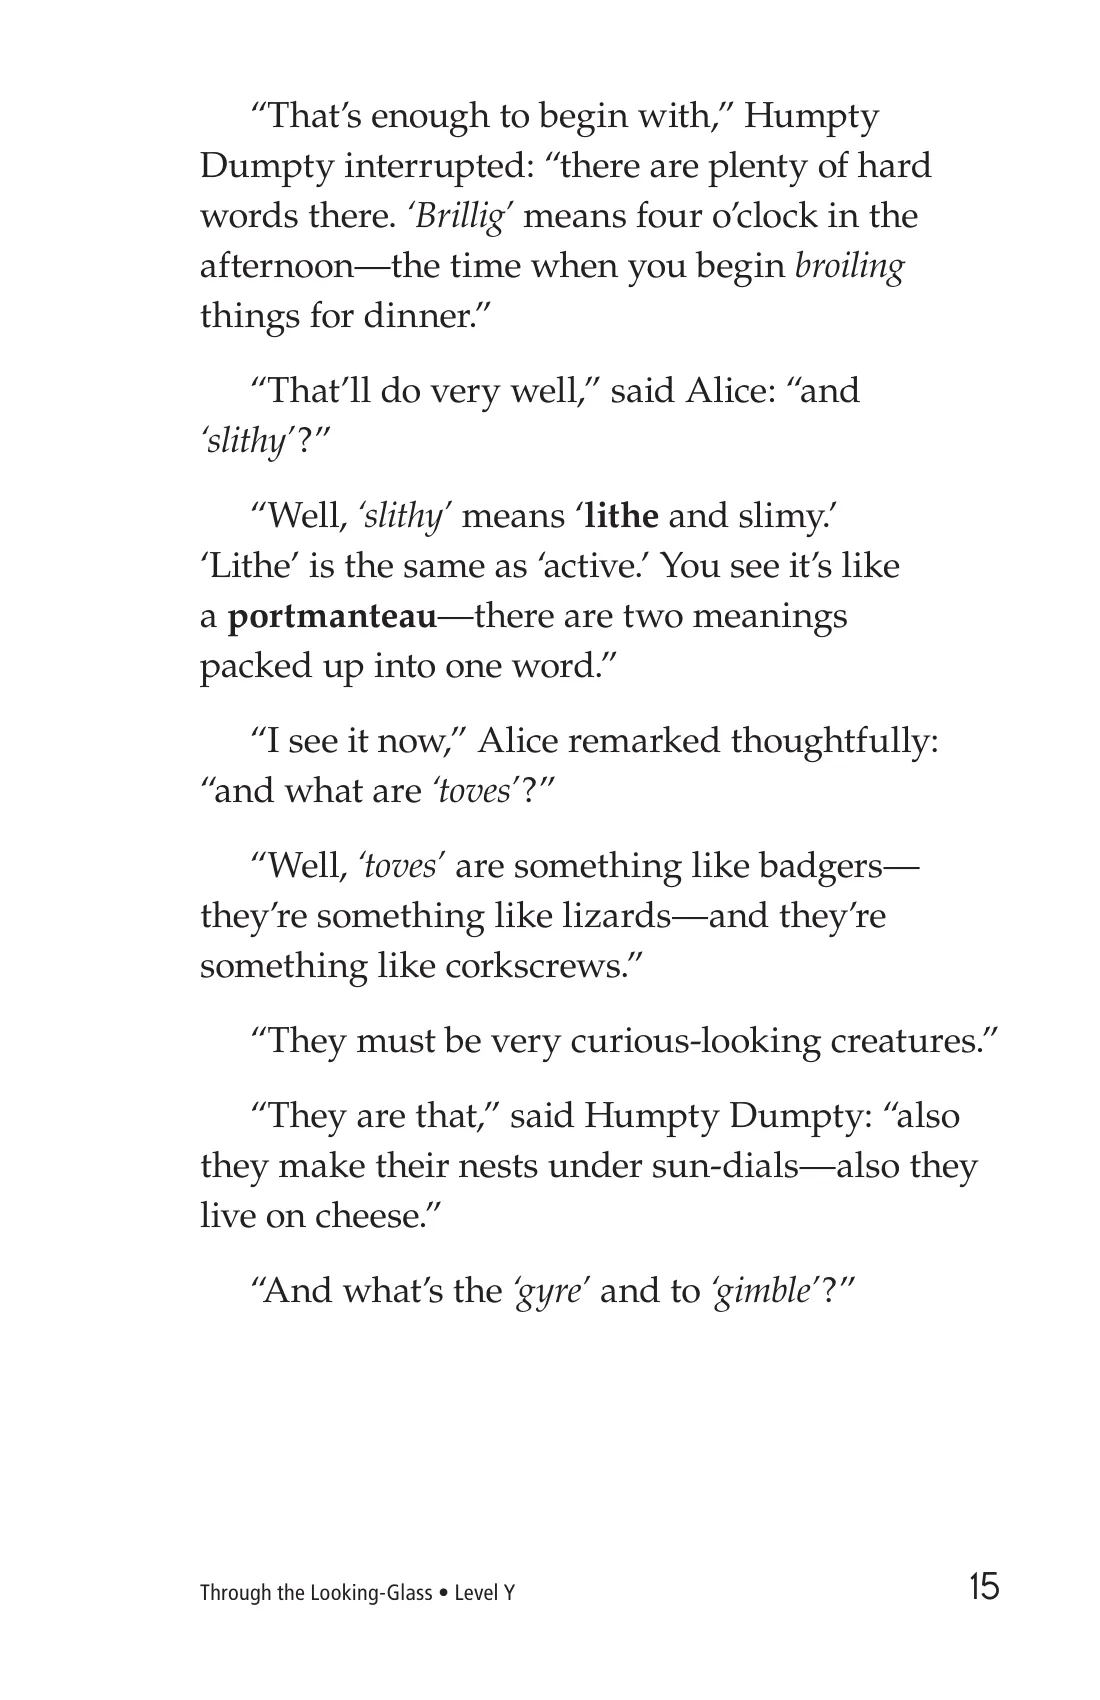 “That’s enough to begin with,” Humpty
Dumpty interrupted: “there are plenty of hard
words there. ‘Brillig’ means four o’clock in the
afternoon—the time when you begin broiling
things for dinner.”
“That’ll do very well,” said Alice: “and
‘slithy’?”
“Well, ‘slithy’ means ‘lithe and slimy.’
‘Lithe’ is the same as ‘active.’ You see it’s like
a portmanteau—there are two meanings
packed up into one word.”
“I see it now,” Alice remarked thoughtfully:
“and what are ‘toves’?”
“Well, ‘toves’ are something like badgers—
they’re something like lizards—and they’re
something like corkscrews.”
“They must be very curious-looking creatures.”
“They are that,” said Humpty Dumpty: “also
they make their nests under sun-dials—also they
live on cheese.”
“And what’s the ‘gyre’ and to ‘gimble’?”
Through the Looking-Glass • Level Y 15